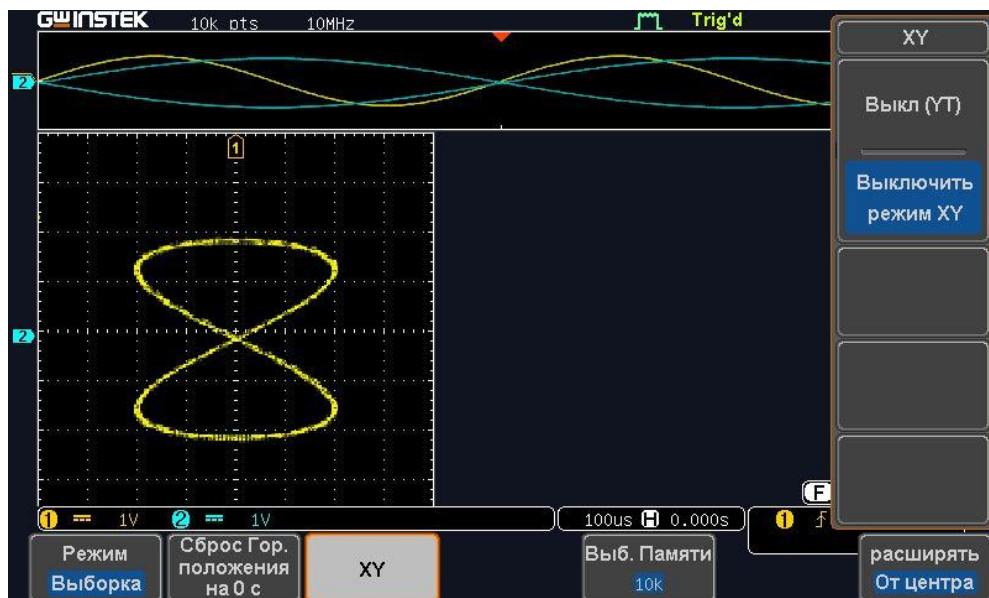 GWINSTEK 10k pts 10MHz Trig'd
XY
2
Выкл (YT)
1
Выключить
режим XY
2
F
1 1V 2 1V 100us H 0.000s 1
Режим
Выборка
Сброс Гор.
положения
на 0 с
XY
Выб. Памяти
10k
расширять
От центра